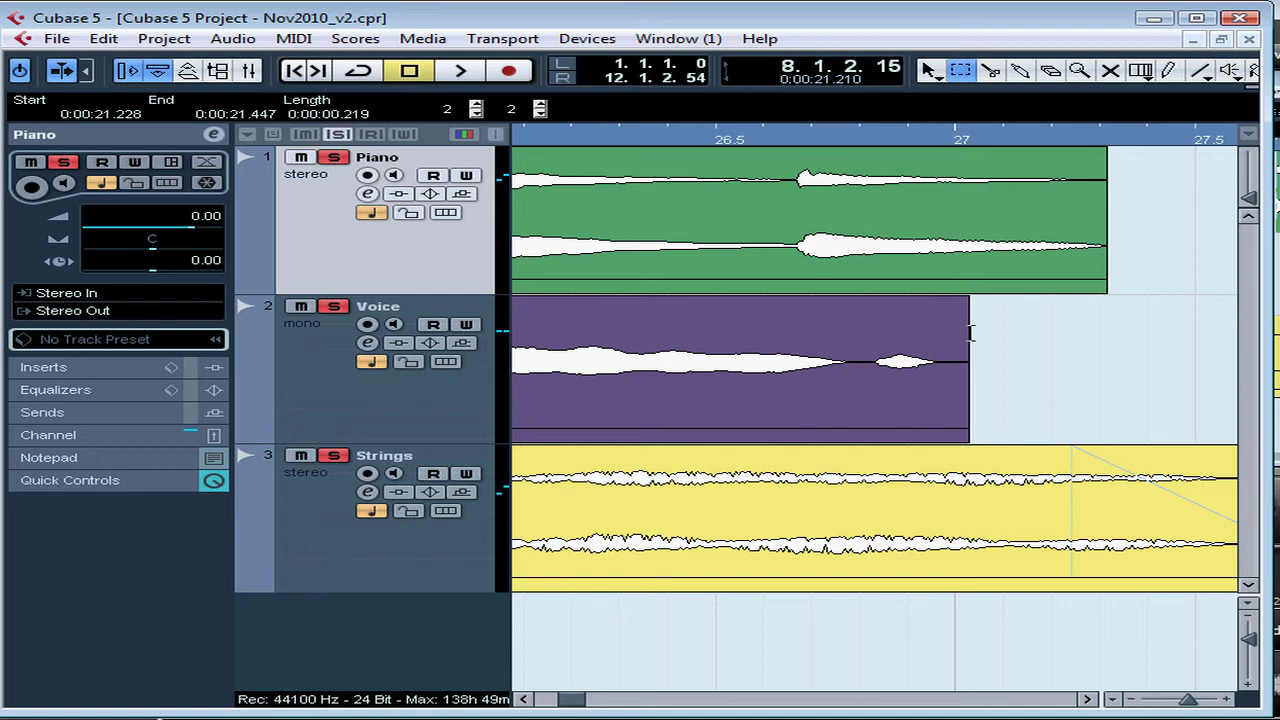 Cubase 5 - [Cubase 5 Project - Nov2010_v2.cpr]
File Edit Project Audio MIDI Scores Media Transport Devices Window (1) Help
L 1. 1. 1. 0
R 12. 1. 2. 54
8. 1. 2. 15
0:00:21.210
Start End Length
0:00:21.228 0:00:21.447 0:00:00.219 2 2
Piano e
M S R W IMI ISI IRI IWI 26.5 27 27.5
0.00
C
0.00
Stereo In
Stereo Out
No Track Preset
Inserts
Equalizers
Sends
Channel
Notepad
Quick Controls
1 m S Piano
stereo R W
e
2 m S Voice
mono R W
e
3 m S Strings
stereo R W
e
Rec: 44100 Hz - 24 Bit - Max: 138h 49m